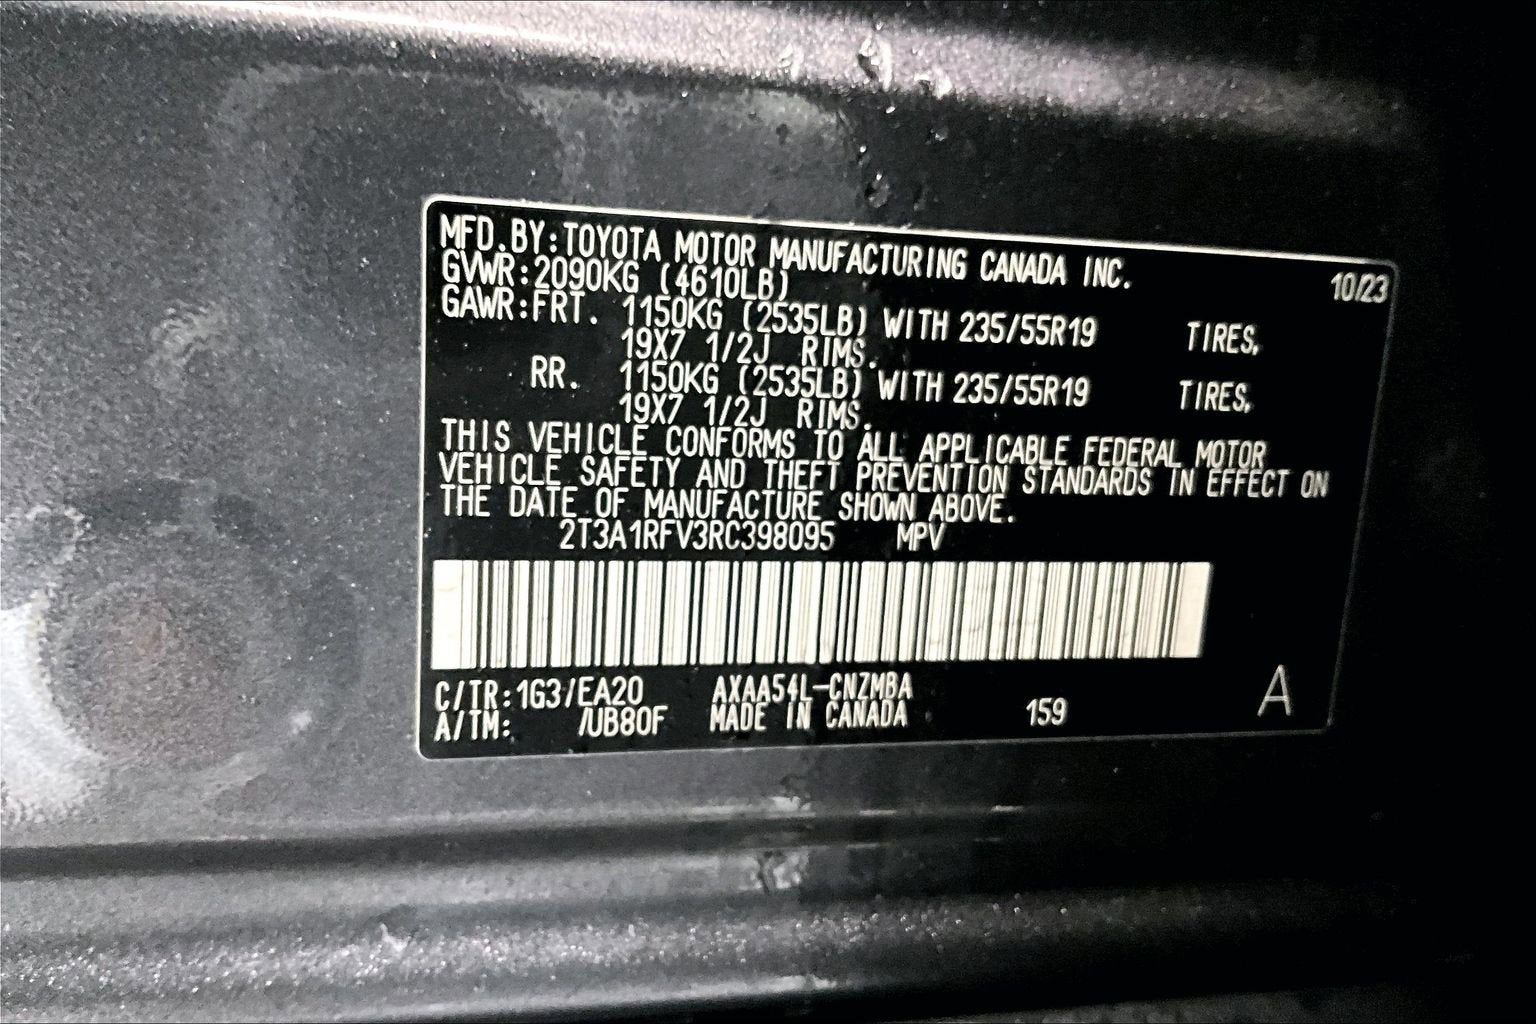 MFD.BY:TOYOTA MOTOR MANUFACTURING CANADA INC. 10/23
GVWR:2090KG (4610LB)
GAWR:FRT. 1150KG (2535LB) WITH 235/55R19 TIRES,
19X7 1/2J RIMS.
RR. 1150KG (2535LB) WITH 235/55R19 TIRES,
19X7 1/2J RIMS.
THIS VEHICLE CONFORMS TO ALL APPLICABLE FEDERAL MOTOR
VEHICLE SAFETY AND THEFT PREVENTION STANDARDS IN EFFECT ON
THE DATE OF MANUFACTURE SHOWN ABOVE.
2T3A1RFV3RC398095 MPV
C/TR:1G3/EA20 AXAA54L-CNZMBA
A/TM: /UB80F MADE IN CANADA 159 A